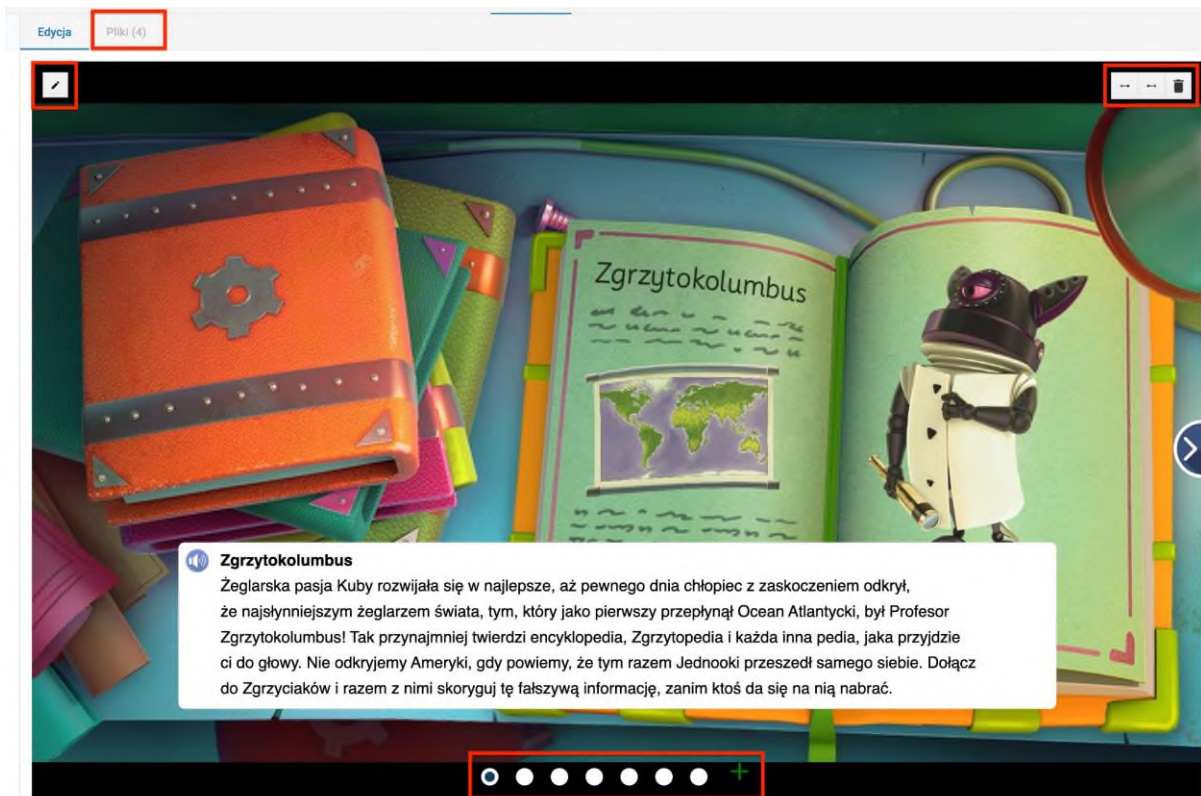 Edycja
Pliki (4)
Zgrzytokolumbus
Zgrzytokolumbus
Żeglarska pasja Kuby rozwijała się w najlepsze, aż pewnego dnia chłopiec z zaskoczeniem odkrył,
że najsłynniejszym żeglarzem świata, tym, który jako pierwszy przepłynął Ocean Atlantycki, był Profesor
Zgrzytokolumbus! Tak przynajmniej twierdzi encyklopedia, Zgrzytopedia i każda inna pedia, jaka przyjdzie
ci do głowy. Nie odkryjemy Ameryki, gdy powiemy, że tym razem Jednooki przeszedł samego siebie. Dołącz
do Zgrzyciaków i razem z nimi skoryguj tę fałszywą informację, zanim ktoś da się na nią nabrać.